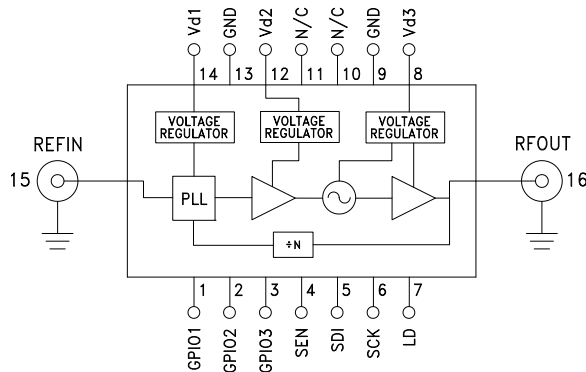 Vd1
GND
Vd2
N/C
N/C
GND
Vd3
14
13
12
11
10
9
8
VOLTAGE
REGULATOR
VOLTAGE
REGULATOR
VOLTAGE
REGULATOR
REFIN
RFOUT
15
16
PLL
÷N
1
2
3
4
5
6
7
GPIO1
GPIO2
GPIO3
SEN
SDI
SCK
LD